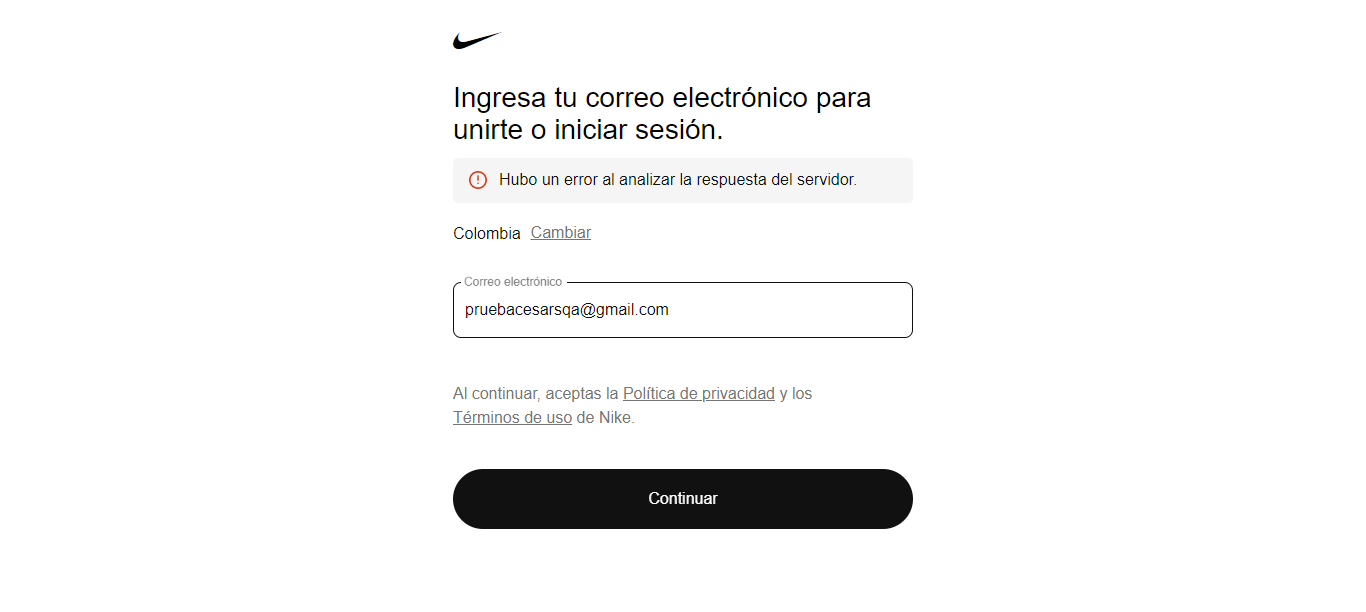 Ingresa tu correo electrónico para
unirte o iniciar sesión.
Hubo un error al analizar la respuesta del servidor.
Colombia Cambiar
Correo electrónico
pruebacesarsqa@gmail.com
Al continuar, aceptas la Política de privacidad y los
Términos de uso de Nike.
Continuar